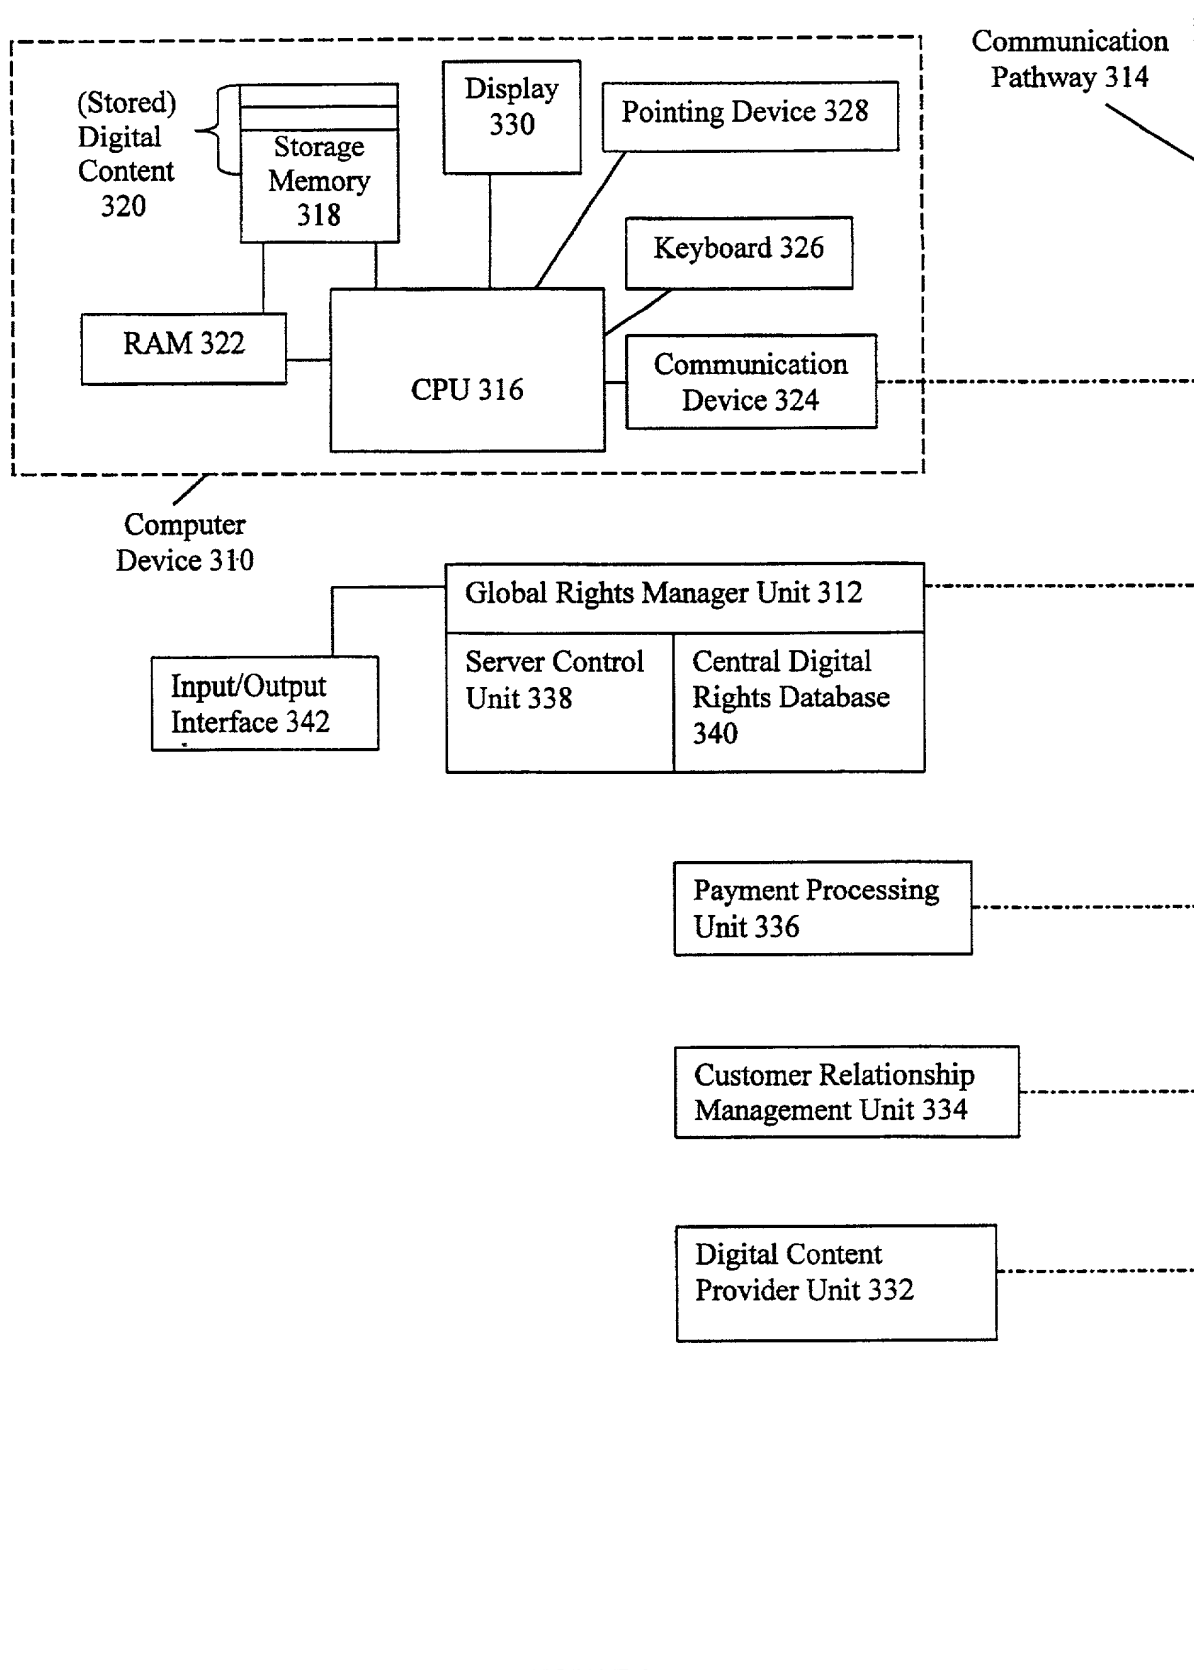 Communication
Pathway 314
(Stored)
Digital
Content
320
Storage
Memory
318
Display
330
Pointing Device 328
Keyboard 326
RAM 322
CPU 316
Communication
Device 324
Computer
Device 310
Global Rights Manager Unit 312
Server Control
Unit 338
Central Digital
Rights Database
340
Input/Output
Interface 342
Payment Processing
Unit 336
Customer Relationship
Management Unit 334
Digital Content
Provider Unit 332